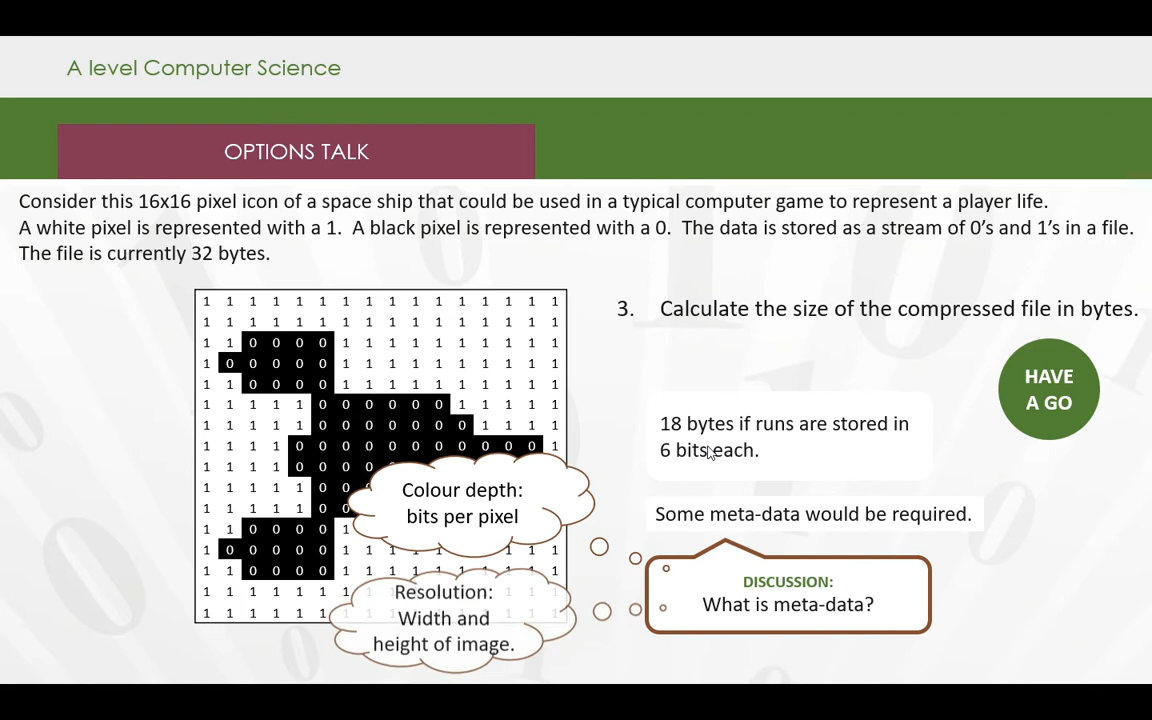 A level Computer Science
OPTIONS TALK
Consider this 16x16 pixel icon of a space ship that could be used in a typical computer game to represent a player life.
A white pixel is represented with a 1. A black pixel is represented with a 0. The data is stored as a stream of 0's and 1's in a file.
The file is currently 32 bytes.
1 1 1 1 1 1 1 1 1 1 1 1 1 1 1 1
1 1 1 1 1 1 1 1 1 1 1 1 1 1 1 1
1 1 0 0 0 0 1 1 1 1 1 1 1 1 1 1
1 0 0 0 0 0 1 1 1 1 1 1 1 1 1 1
1 1 0 0 0 0 1 1 1 1 1 1 1 1 1 1
1 1 1 1 1 0 0 0 0 0 0 1 1 1 1 1
1 1 1 1 1 0 0 0 0 0 0 0 1 1 1 1
1 1 1 1 0 0 0 0 0 0 0 0 0 0 0 1
1 1 1 1 0 0 0 0
1 1 1 1 1 0 0
1 1 1 1 1 0 0
1 1 0 0 0 0 1 1
1 0 0 0 0 0 1 1 1 1 1 1 1 1 1 1
1 1 0 0 0 0 1 1 1 1 1 1 1 1 1 1
1 1 1 1 1 1 1 1
1 1 1 1 1 1 1
Colour depth:
bits per pixel
Resolution:
Width and
height of image.
3. Calculate the size of the compressed file in bytes.
HAVE
A GO
18 bytes if runs are stored in
6 bits each.
Some meta-data would be required.
DISCUSSION:
What is meta-data?